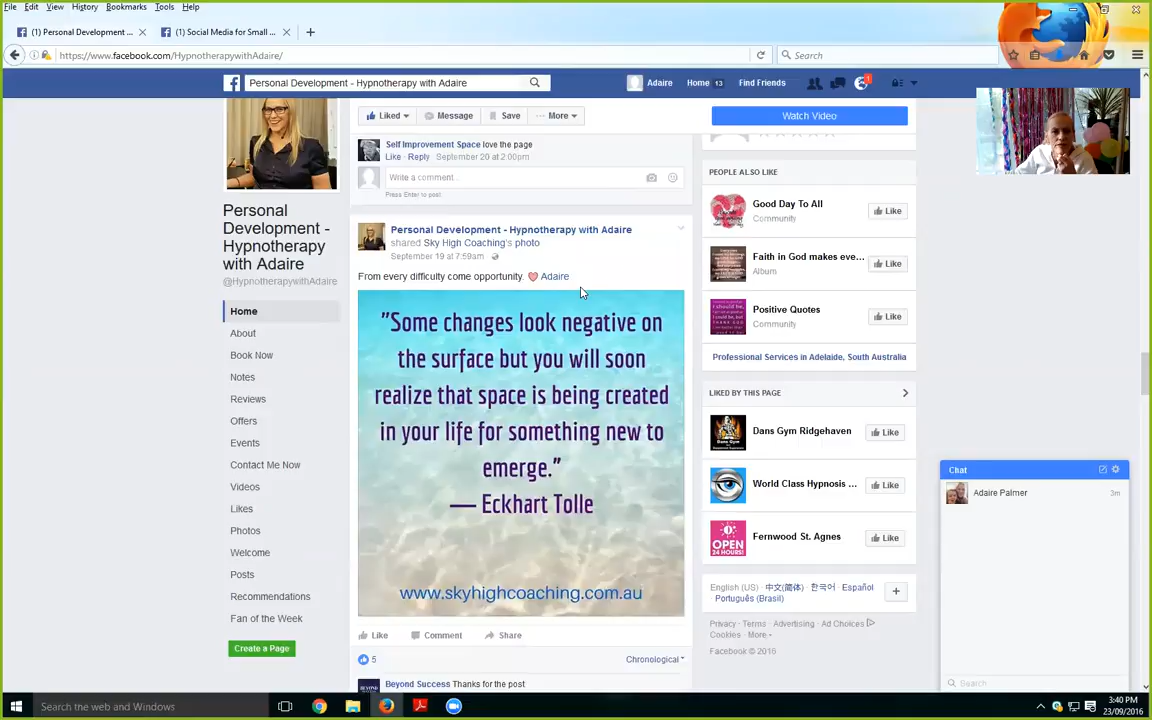 File Edit View History Bookmarks Tools Help
(1) Personal Development ... × (1) Social Media for Small ... × +
https://www.facebook.com/HypnotherapywithAdaire/ Search
Personal Development - Hypnotherapy with Adaire Adaire Home 13 Find Friends 1
Liked Message Save ... More Watch Video
Self Improvement Space love the page
Like · Reply September 20 at 2:00pm
Write a comment...
Press Enter to post.
Personal
Development -
Hypnotherapy
with Adaire
@HypnotherapywithAdaire
Home
About
Book Now
Notes
Reviews
Offers
Events
Contact Me Now
Videos
Likes
Photos
Welcome
Posts
Recommendations
Fan of the Week
Create a Page
Personal Development - Hypnotherapy with Adaire
shared Sky High Coaching's photo
September 19 at 7:59am
From every difficulty come opportunity. Adaire
"Some changes look negative on
the surface but you will soon
realize that space is being created
in your life for something new to
emerge."
— Eckhart Tolle
www.skyhighcoaching.com.au
Like Comment Share
5 Chronological
Beyond Success Thanks for the post
PEOPLE ALSO LIKE
Good Day To All
Community
Like
Faith in God makes eve...
Album
Like
Positive Quotes
Community
Like
Professional Services in Adelaide, South Australia
LIKED BY THIS PAGE
Dans Gym Ridgehaven
Like
World Class Hypnosis ...
Like
OPEN
24 HOURS!
Fernwood St. Agnes
Like
English (US) · 中文(简体) · 한국어 · Español
· Português (Brasil)
+
Privacy · Terms · Advertising · Ad Choices
Cookies · More
Facebook © 2016
Chat
Adaire Palmer 3m
Search
Search the web and Windows
3:40 PM
23/09/2016